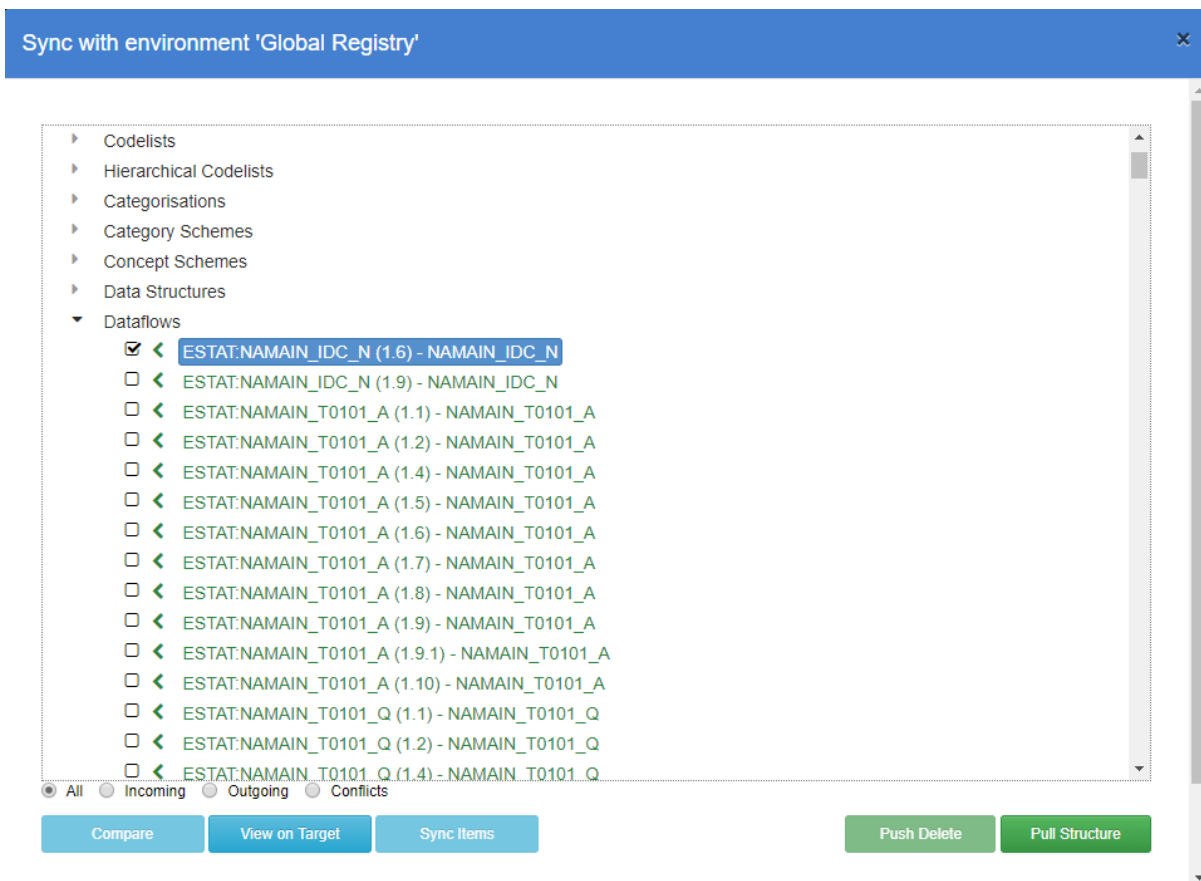 Sync with environment 'Global Registry'
Codelists
Hierarchical Codelists
Categorisations
Category Schemes
Concept Schemes
Data Structures
Dataflows
ESTAT:NAMAIN_IDC_N (1.6) - NAMAIN_IDC_N
ESTAT:NAMAIN_IDC_N (1.9) - NAMAIN_IDC_N
ESTAT:NAMAIN_T0101_A (1.1) - NAMAIN_T0101_A
ESTAT:NAMAIN_T0101_A (1.2) - NAMAIN_T0101_A
ESTAT:NAMAIN_T0101_A (1.4) - NAMAIN_T0101_A
ESTAT:NAMAIN_T0101_A (1.5) - NAMAIN_T0101_A
ESTAT:NAMAIN_T0101_A (1.6) - NAMAIN_T0101_A
ESTAT:NAMAIN_T0101_A (1.7) - NAMAIN_T0101_A
ESTAT:NAMAIN_T0101_A (1.8) - NAMAIN_T0101_A
ESTAT:NAMAIN_T0101_A (1.9) - NAMAIN_T0101_A
ESTAT:NAMAIN_T0101_A (1.9.1) - NAMAIN_T0101_A
ESTAT:NAMAIN_T0101_A (1.10) - NAMAIN_T0101_A
ESTAT:NAMAIN_T0101_Q (1.1) - NAMAIN_T0101_Q
ESTAT:NAMAIN_T0101_Q (1.2) - NAMAIN_T0101_Q
ESTAT:NAMAIN_T0101_Q (1.4) - NAMAIN_T0101_Q
All Incoming Outgoing Conflicts
Compare View on Target Sync Items Push Delete Pull Structure